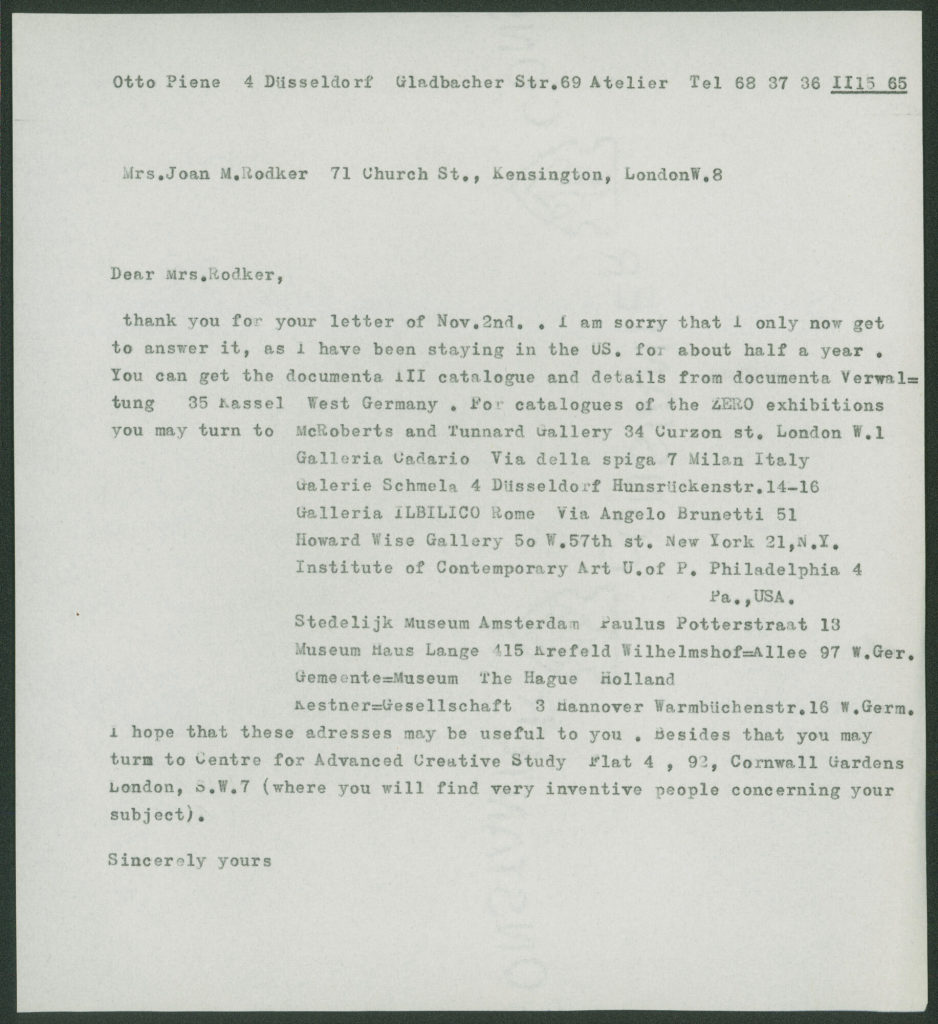 Otto Piene 4 Düsseldorf Gladbacher Str.69 Atelier Tel 68 37 36 II15 65
Mrs.Joan M.Rodker 71 Church St., Kensington, LondonW.8
Dear Mrs.Rodker,
thank you for your letter of Nov.2nd. . I am sorry that I only now get
to answer it, as I have been staying in the US. for about half a year .
You can get the documenta III catalogue and details from documenta Verwal=
tung 35 Kassel West Germany . For catalogues of the ZERO exhibitions
you may turn to McRoberts and Tunnard Gallery 34 Curzon st. London W.1
Galleria Cadario Via della spiga 7 Milan Italy
Galerie Schmela 4 Düsseldorf Hunsrückenstr.14-16
Galleria ILBILICO Rome Via Angelo Brunetti 51
Howard Wise Gallery 5o W.57th st. New York 21,N.Y.
Institute of Contemporary Art U.of P. Philadelphia 4
Pa.,USA.
Stedelijk Museum Amsterdam Paulus Potterstraat 13
Museum Haus Lange 415 Krefeld Wilhelmshof=Allee 97 W.Ger.
Gemeente=Museum The Hague Holland
Kestner=Gesellschaft 3 Hannover Warmbüchenstr.16 W.Germ.
I hope that these adresses may be useful to you . Besides that you may
turm to Centre for Advanced Creative Study Flat 4 , 92, Cornwall Gardens
London, S.W.7 (where you will find very inventive people concerning your
subject).
Sincerely yours